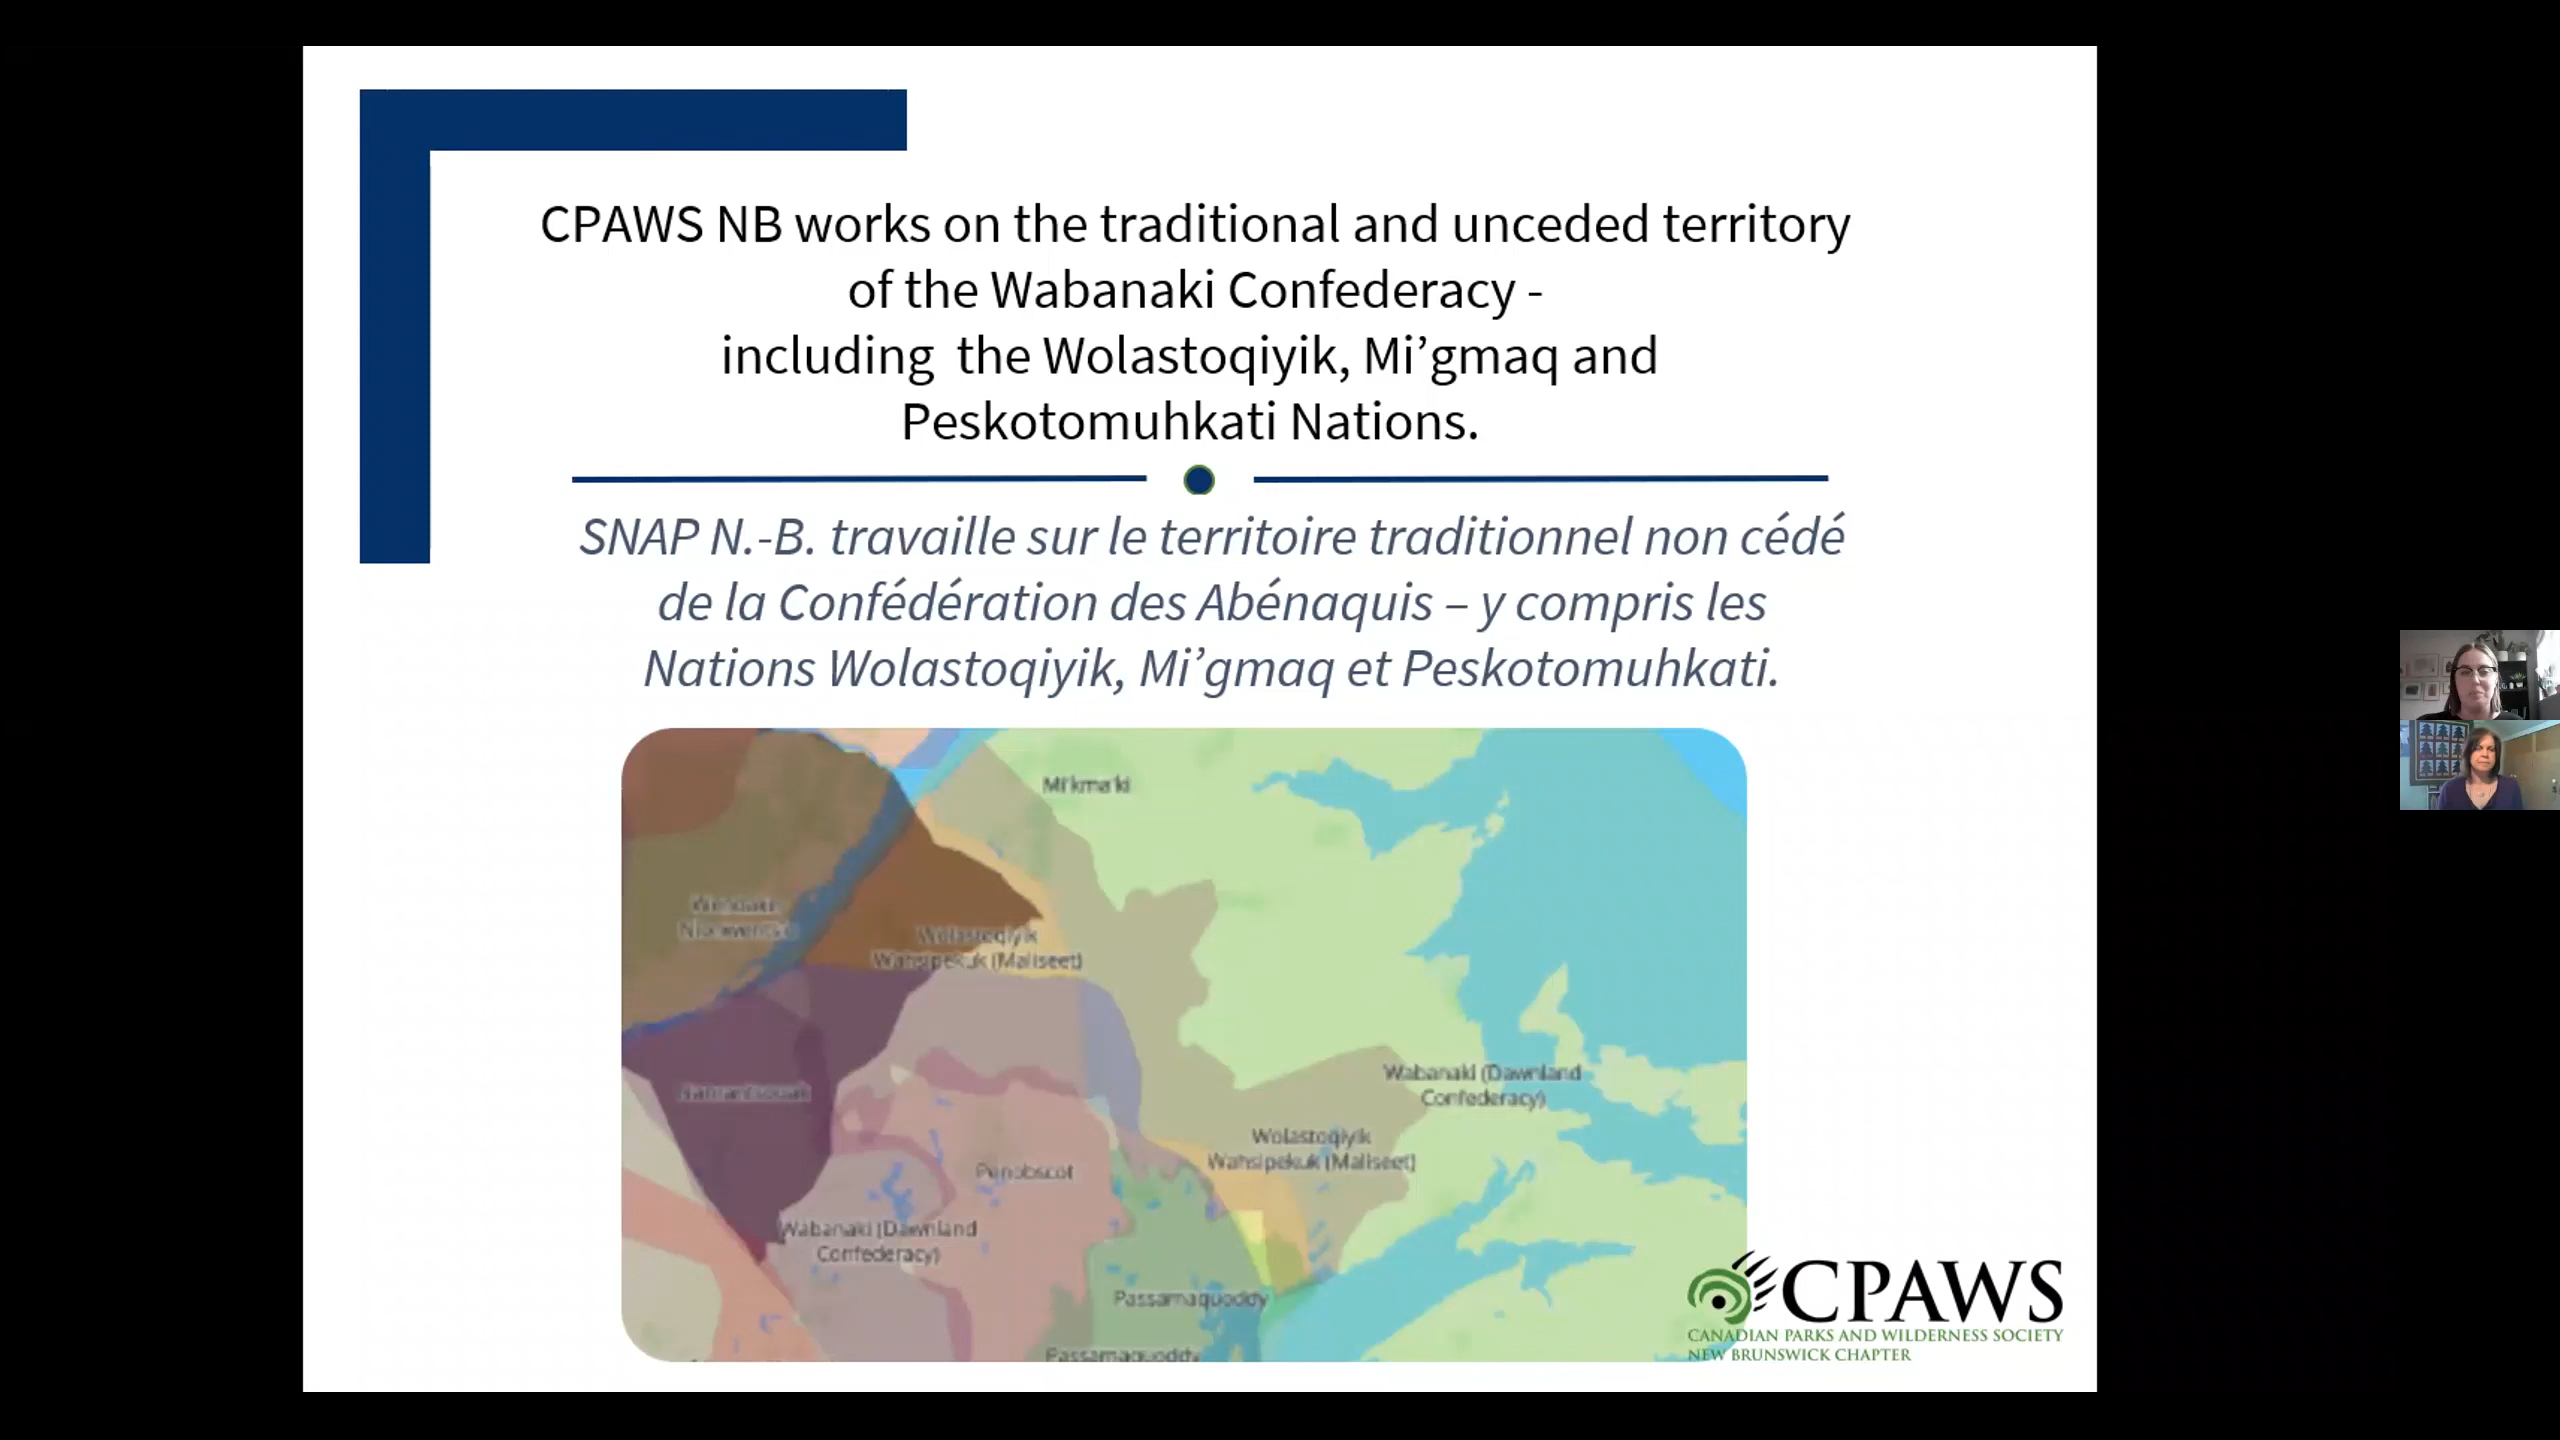 CPAWS NB works on the traditional and unceded territory
of the Wabanaki Confederacy -
including  the Wolastoqiyik, Mi’gmaq and
Peskotomuhkati Nations.
SNAP N.-B. travaille sur le territoire traditionnel non cédé
de la Confédération des Abénaquis – y compris les
Nations Wolastoqiyik, Mi’gmaq et Peskotomuhkati.
Mi'kma'ki
Wolastoqiyik
Wahsipekuk (Maliseet)
Wabanaki (Dawnland
Confederacy)
Wolastoqiyik
Wahsipekuk (Maliseet)
Penobscot
Wabanaki (Dawnland
Confederacy)
Passamaquoddy
Passamaquoddy
CPAWS
CANADIAN PARKS AND WILDERNESS SOCIETY
NEW BRUNSWICK CHAPTER